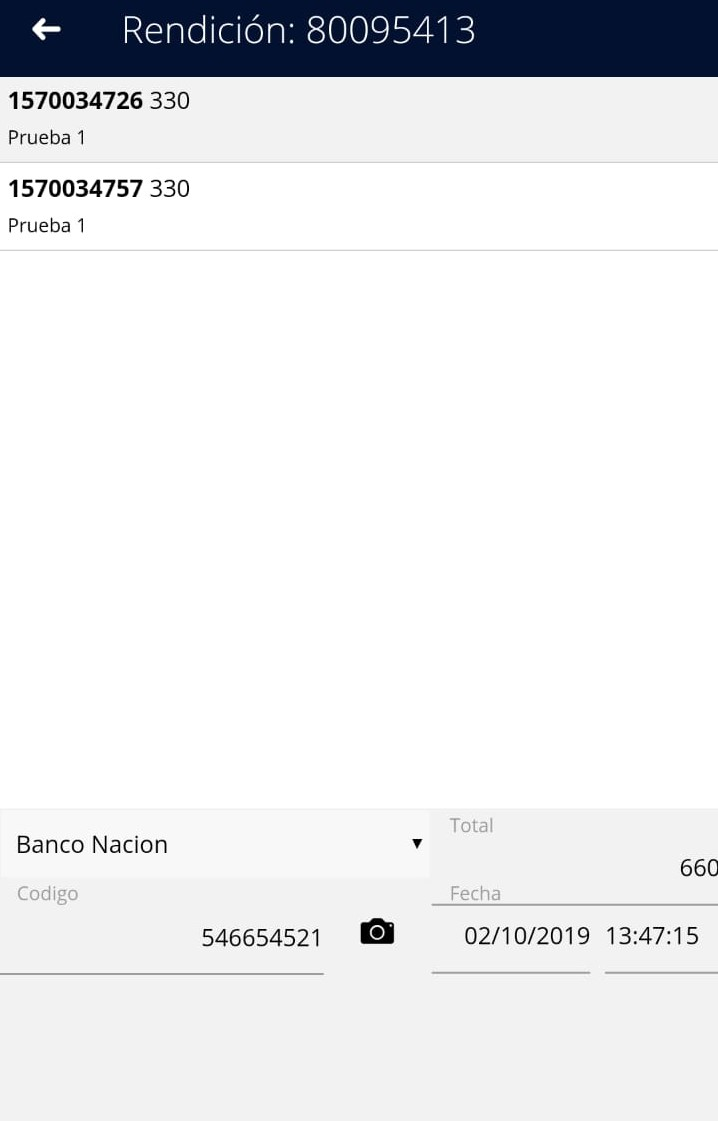 Rendición: 80095413
1570034726 330
Prueba 1
1570034757 330
Prueba 1
Banco Nacion
Total
660
Codigo
546654521
Fecha
02/10/2019 13:47:15